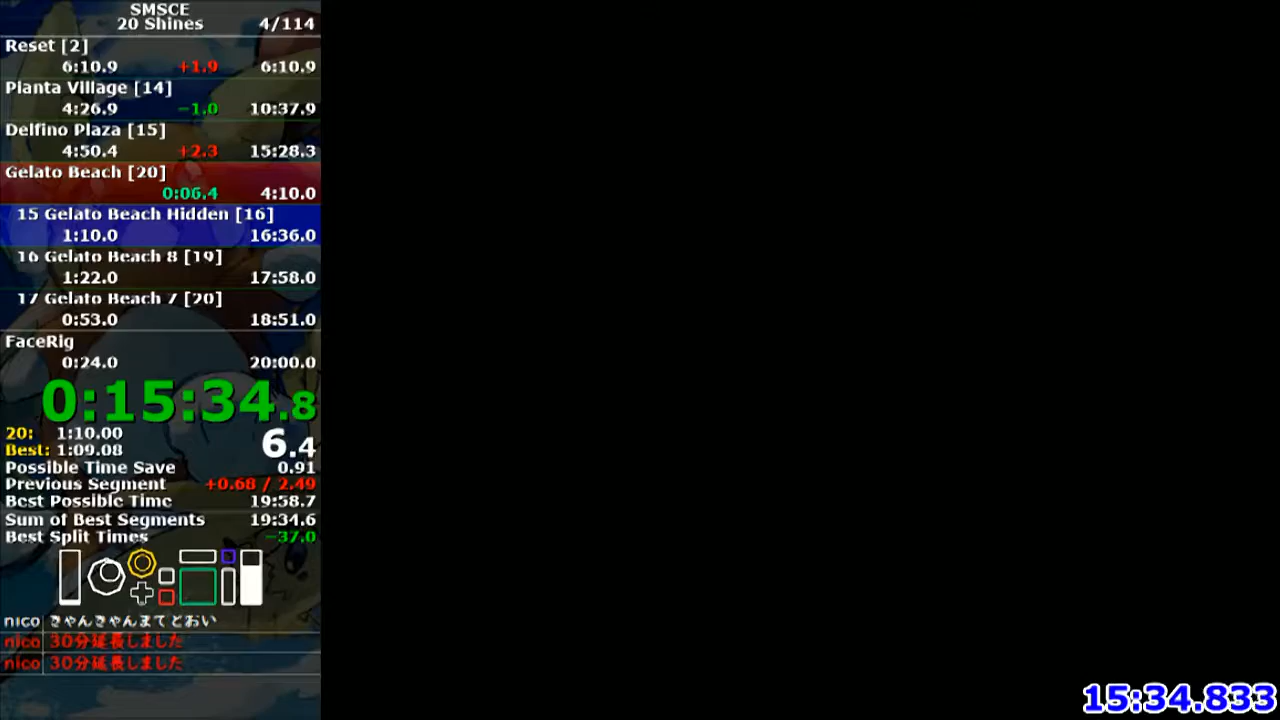 SMSCE
20 Shines 4/114
Reset [2]
6:10.9 +1.9 6:10.9
Pianta Village [14]
4:26.9 -1.0 10:37.9
Delfino Plaza [15]
4:50.4 +2.3 15:28.3
Gelato Beach [20]
0:06.4 4:10.0
15 Gelato Beach Hidden [16]
1:10.0 16:36.0
16 Gelato Beach 8 [19]
1:22.0 17:58.0
17 Gelato Beach 7 [20]
0:53.0 18:51.0
FaceRig
0:24.0 20:00.0
0:15:34.8
20: 1:10.00
Best: 1:09.08
6.4
Possible Time Save 0.91
Previous Segment +0.68 / 2.49
Best Possible Time 19:58.7
Sum of Best Segments 19:34.6
Best Split Times -37.0
nico きゃんきゃんまてどおい
nico 30分延長しました
nico 30分延長しました
15:34.833